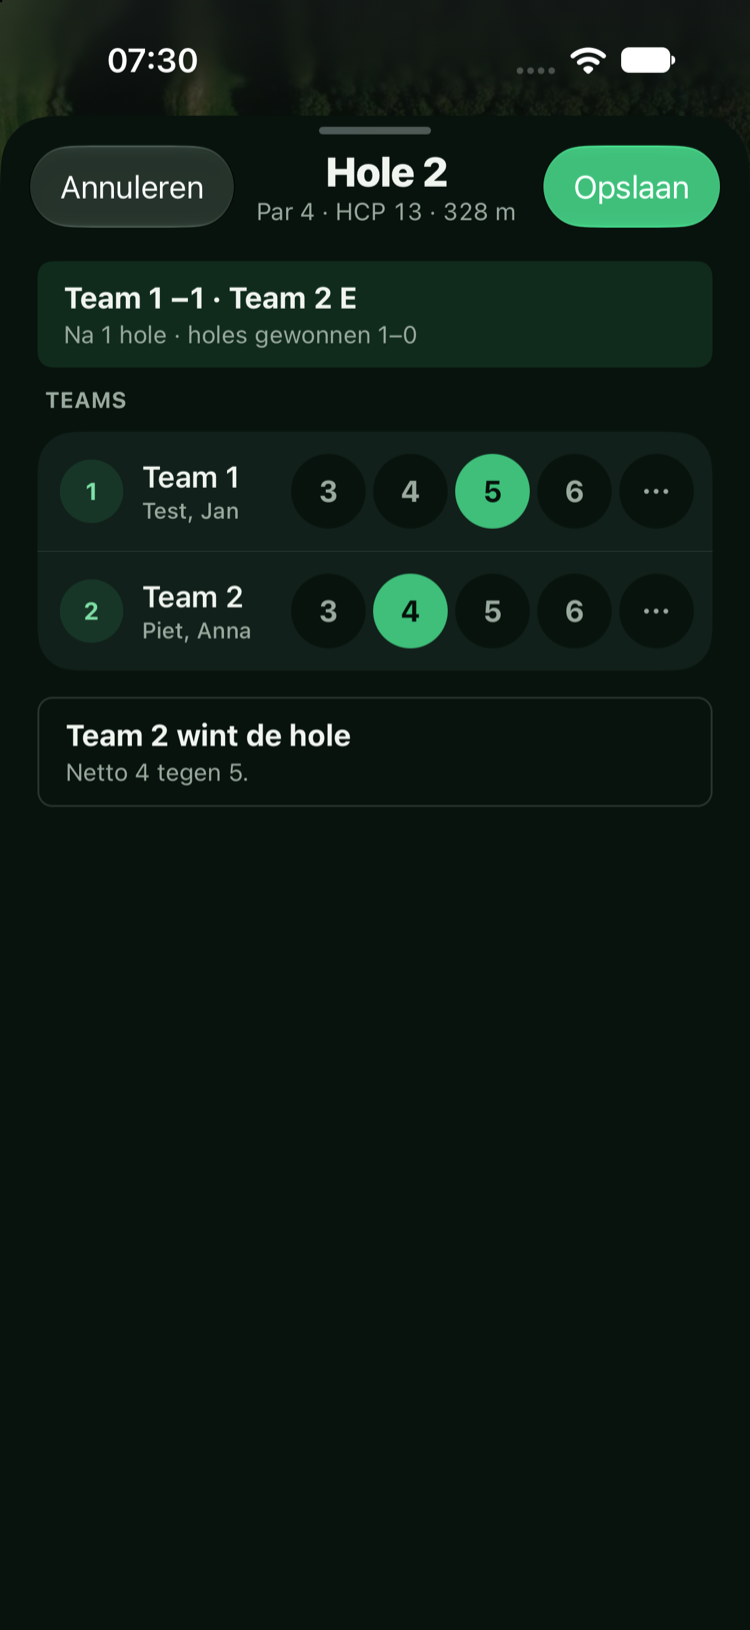 07:30
Annuleren
Hole 2
Opslaan
Par 4 · HCP 13 · 328 m
Team 1 –1 · Team 2 E
Na 1 hole · holes gewonnen 1–0
TEAMS
1 Team 1 3 4 5 6 ···
Test, Jan
2 Team 2 3 4 5 6 ···
Piet, Anna
Team 2 wint de hole
Netto 4 tegen 5.